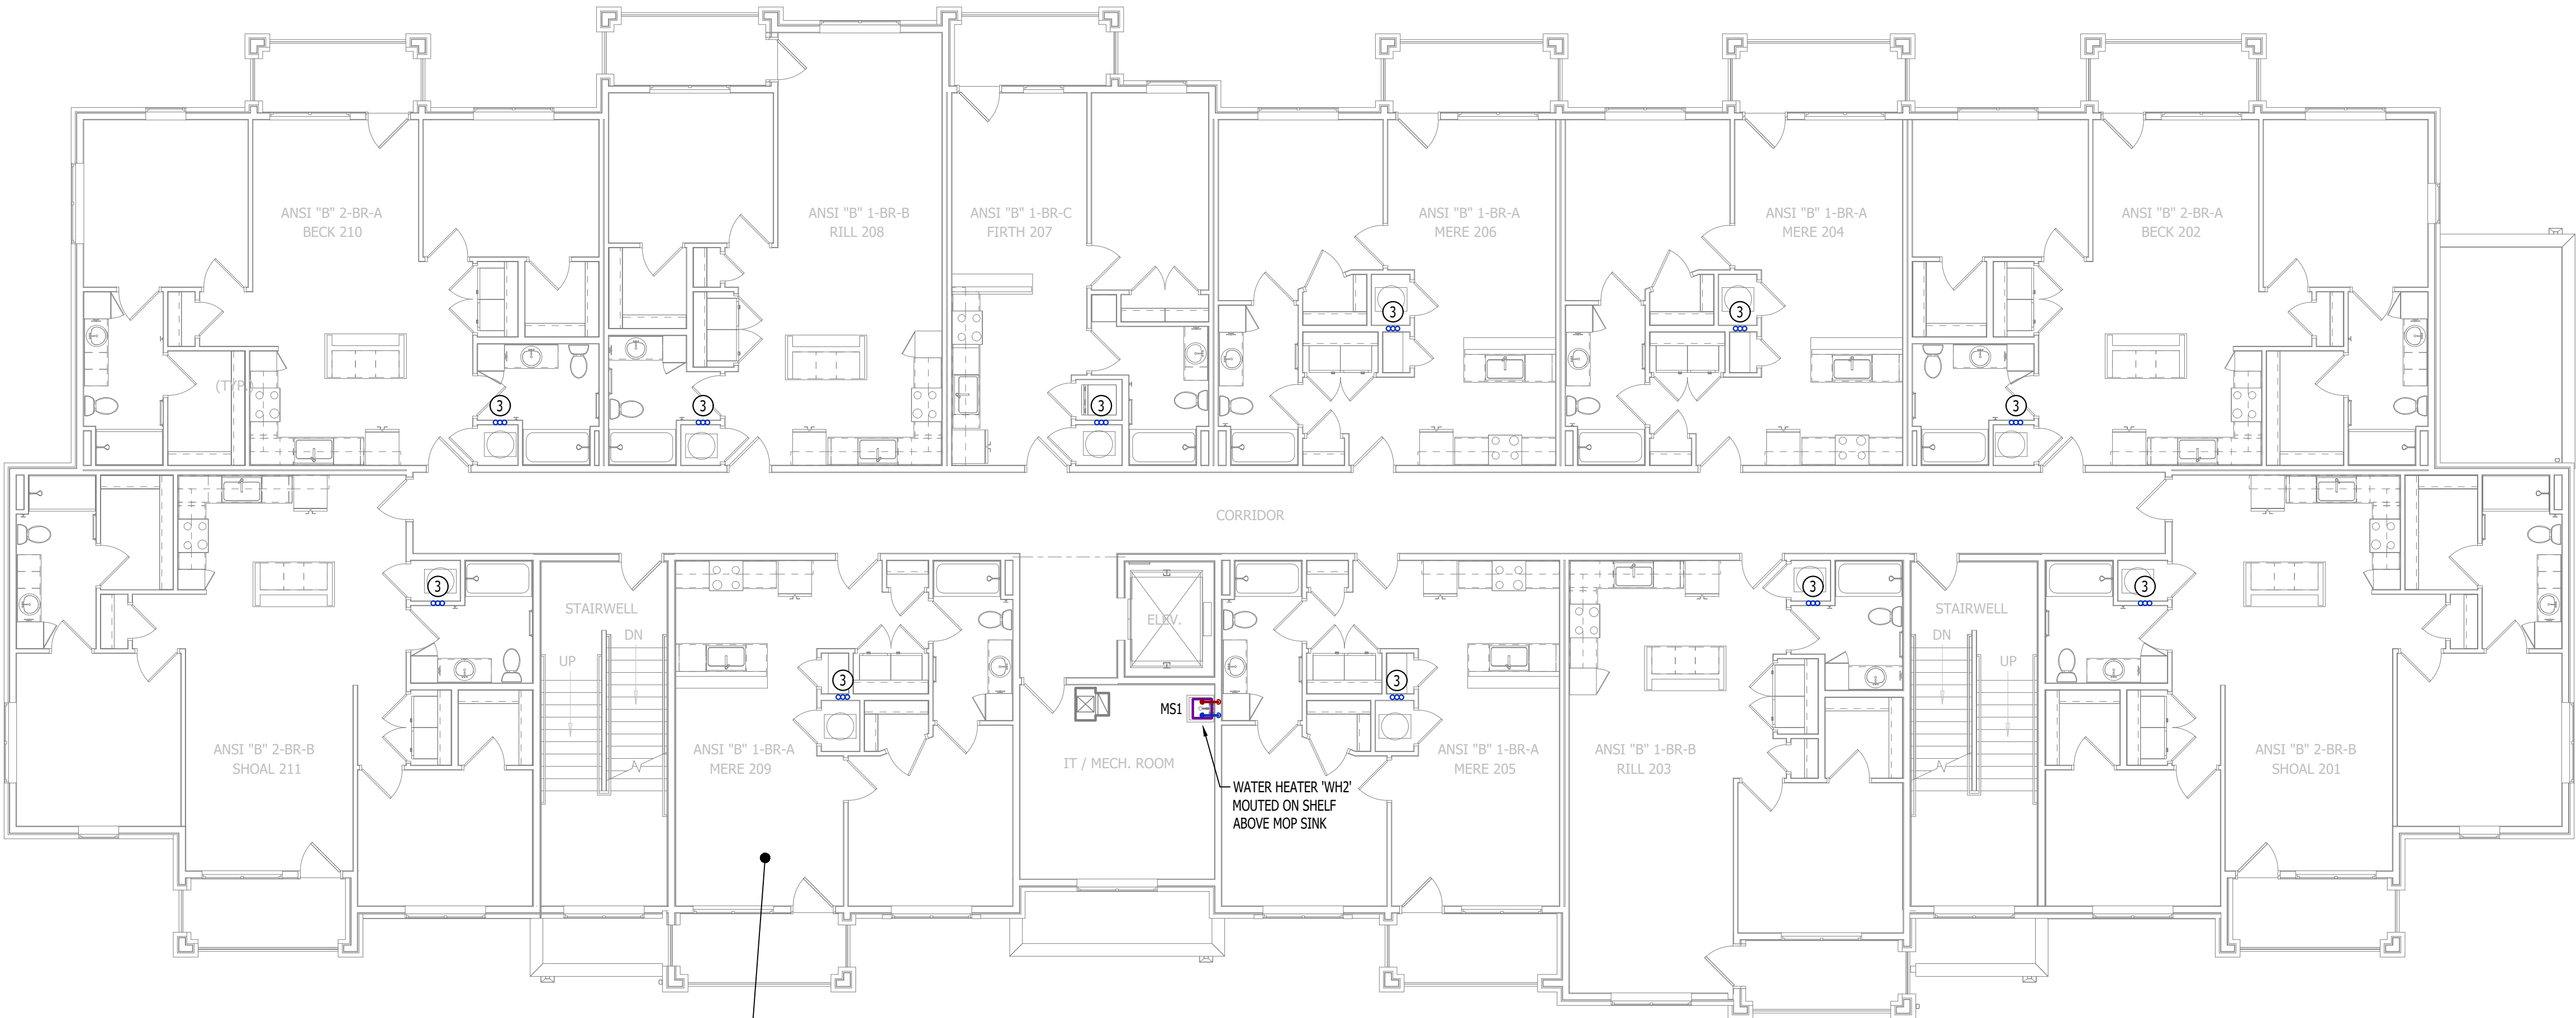 ANSI "B" 2-BR-A
BECK 210
ANSI "B" 1-BR-B
RILL 208
ANSI "B" 1-BR-C
FIRTH 207
ANSI "B" 1-BR-A
MERE 206
ANSI "B" 1-BR-A
MERE 204
ANSI "B" 2-BR-A
BECK 202
3
3
(TYP.)
3
3
3
3
CORRIDOR
3
STAIRWELL
DN
UP
ELEV.
3
3
STAIRWELL
DN
UP
3
3
MS1
ANSI "B" 2-BR-B
SHOAL 211
ANSI "B" 1-BR-A
MERE 209
IT / MECH. ROOM
WATER HEATER 'WH2'
MOUTED ON SHELF
ABOVE MOP SINK
ANSI "B" 1-BR-A
MERE 205
ANSI "B" 1-BR-B
RILL 203
ANSI "B" 2-BR-B
SHOAL 201